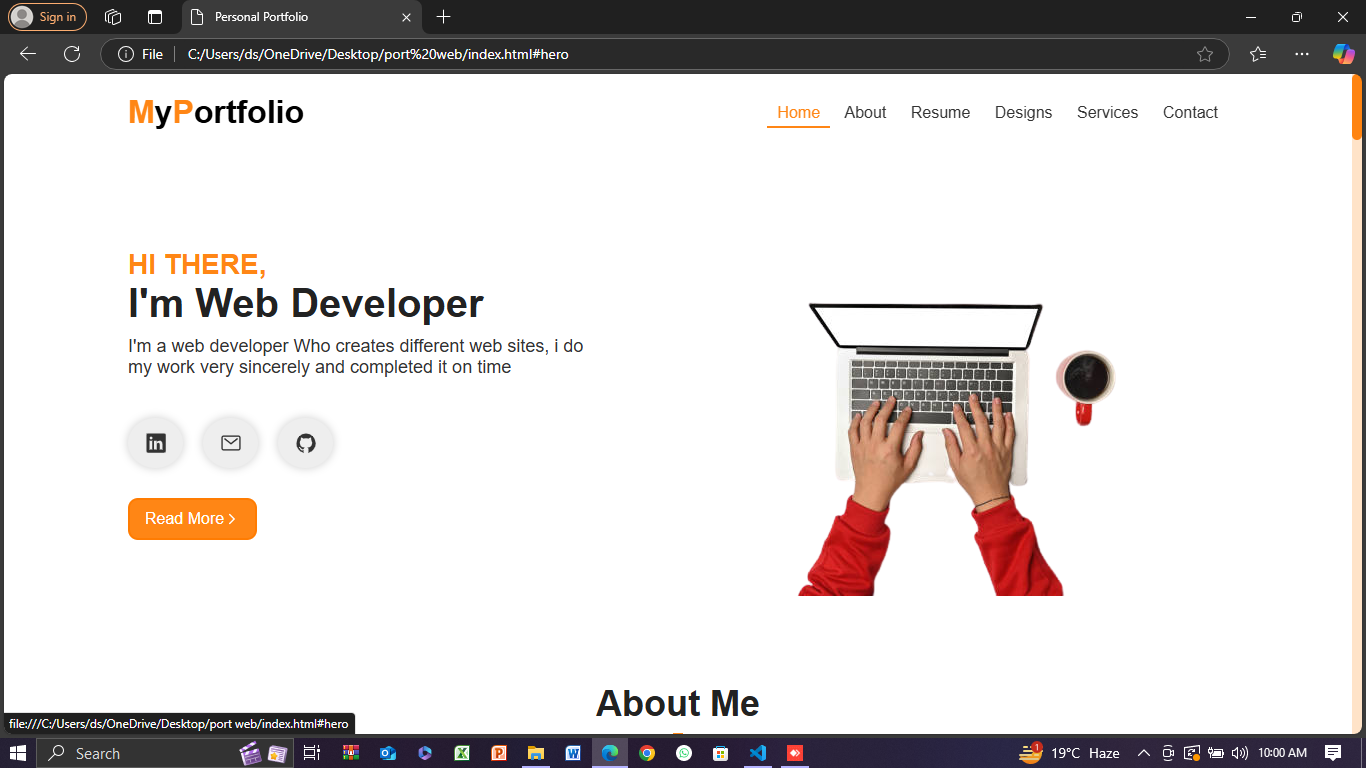 Sign in
Personal Portfolio
File
C:/Users/ds/OneDrive/Desktop/port%20web/index.html#hero
MyPortfolio
Home About Resume Designs Services Contact
HI THERE,
I'm Web Developer
I'm a web developer Who creates different web sites, i do
my work very sincerely and completed it on time
Read More
About Me
file:///C:/Users/ds/OneDrive/Desktop/port web/index.html#hero
Search
1
19°C Haze
10:00 AM